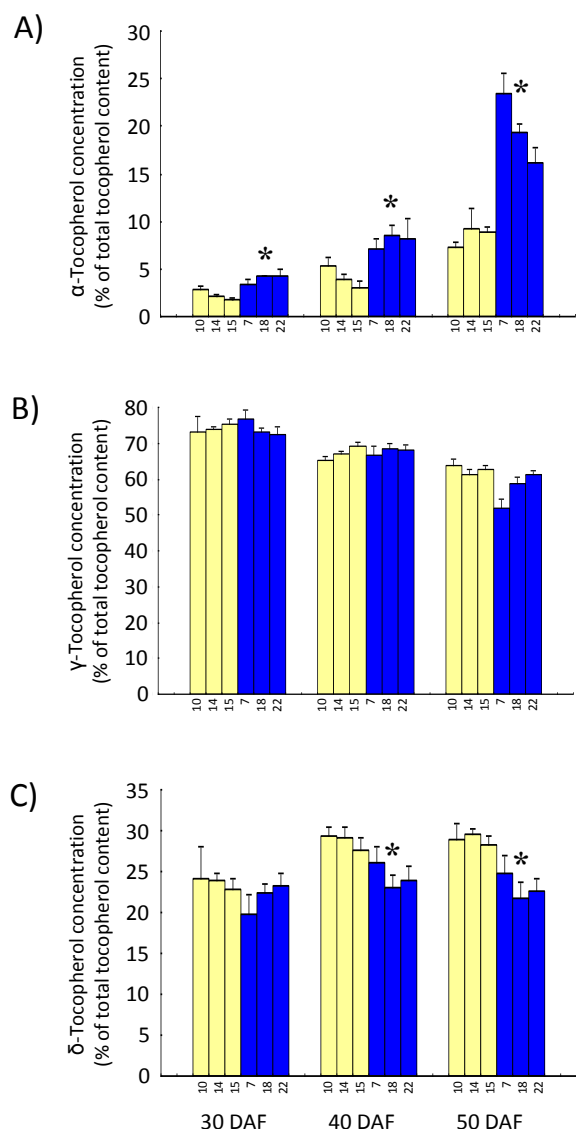 A)
α-Tocopherol concentration
(% of total tocopherol content)
30
25
20
15
10
5
0
*
*
*
10 14 15 7 18 22 10 14 15 7 18 22 10 14 15 7 18 22
B)
γ-Tocopherol concentration
(% of total tocopherol content)
80
70
60
50
40
30
20
10
0
10 14 15 7 18 22 10 14 15 7 18 22 10 14 15 7 18 22
C)
δ-Tocopherol concentration
(% of total tocopherol content)
35
30
25
20
15
10
5
0
*
*
10 14 15 7 18 22 10 14 15 7 18 22 10 14 15 7 18 22
30 DAF 40 DAF 50 DAF